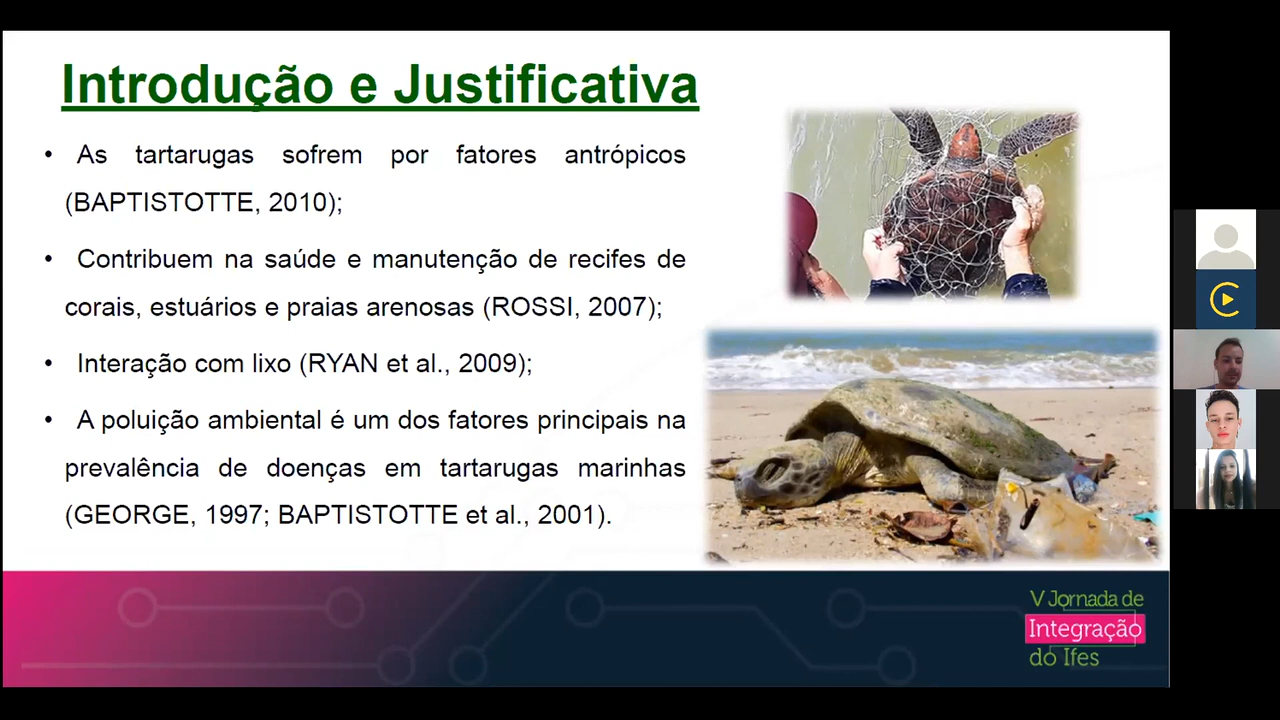 Introdução e Justificativa
• As tartarugas sofrem por fatores antrópicos
(BAPTISTOTTE, 2010);
• Contribuem na saúde e manutenção de recifes de
corais, estuários e praias arenosas (ROSSI, 2007);
• Interação com lixo (RYAN et al., 2009);
• A poluição ambiental é um dos fatores principais na
prevalência de doenças em tartarugas marinhas
(GEORGE, 1997; BAPTISTOTTE et al., 2001).
V Jornada de
Integração
do Ifes